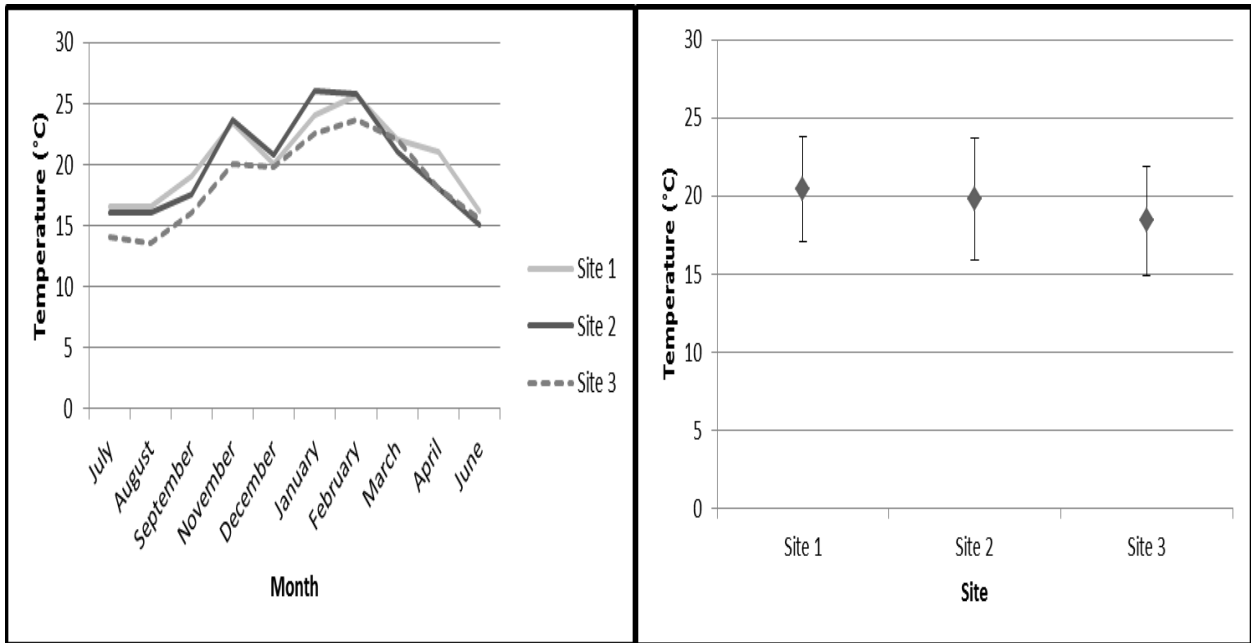 30
25
20
15
10
5
0
Temperature (°C)
July
August
September
November
December
January
February
March
April
June
Month
Site 1
Site 2
Site 3
30
25
20
15
10
5
0
Temperature (°C)
Site 1
Site 2
Site 3
Site